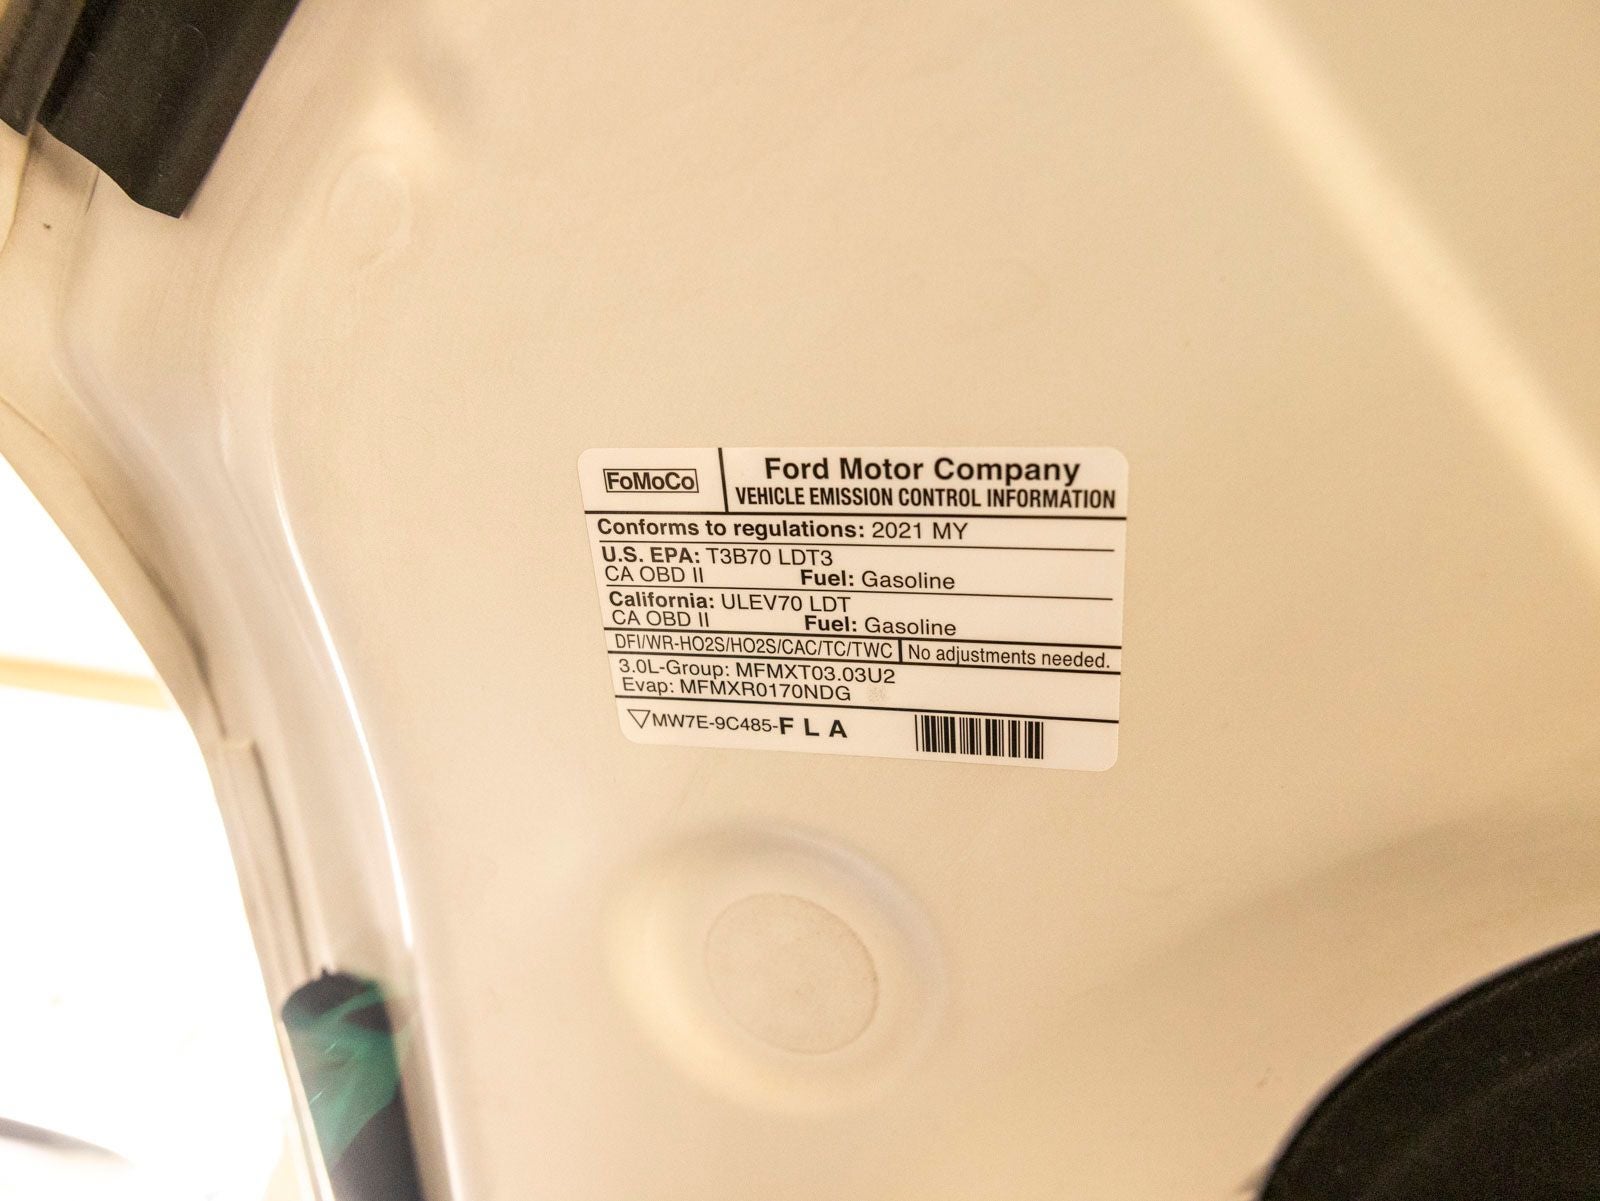 FoMoCo
Ford Motor Company
VEHICLE EMISSION CONTROL INFORMATION
Conforms to regulations: 2021 MY
U.S. EPA: T3B70 LDT3
CA OBD II Fuel: Gasoline
California: ULEV70 LDT
CA OBD II Fuel: Gasoline
DFI/WR-HO2S/HO2S/CAC/TC/TWC No adjustments needed.
3.0L-Group: MFMXT03.03U2
Evap: MFMXR0170NDG
MW7E-9C485-F L A